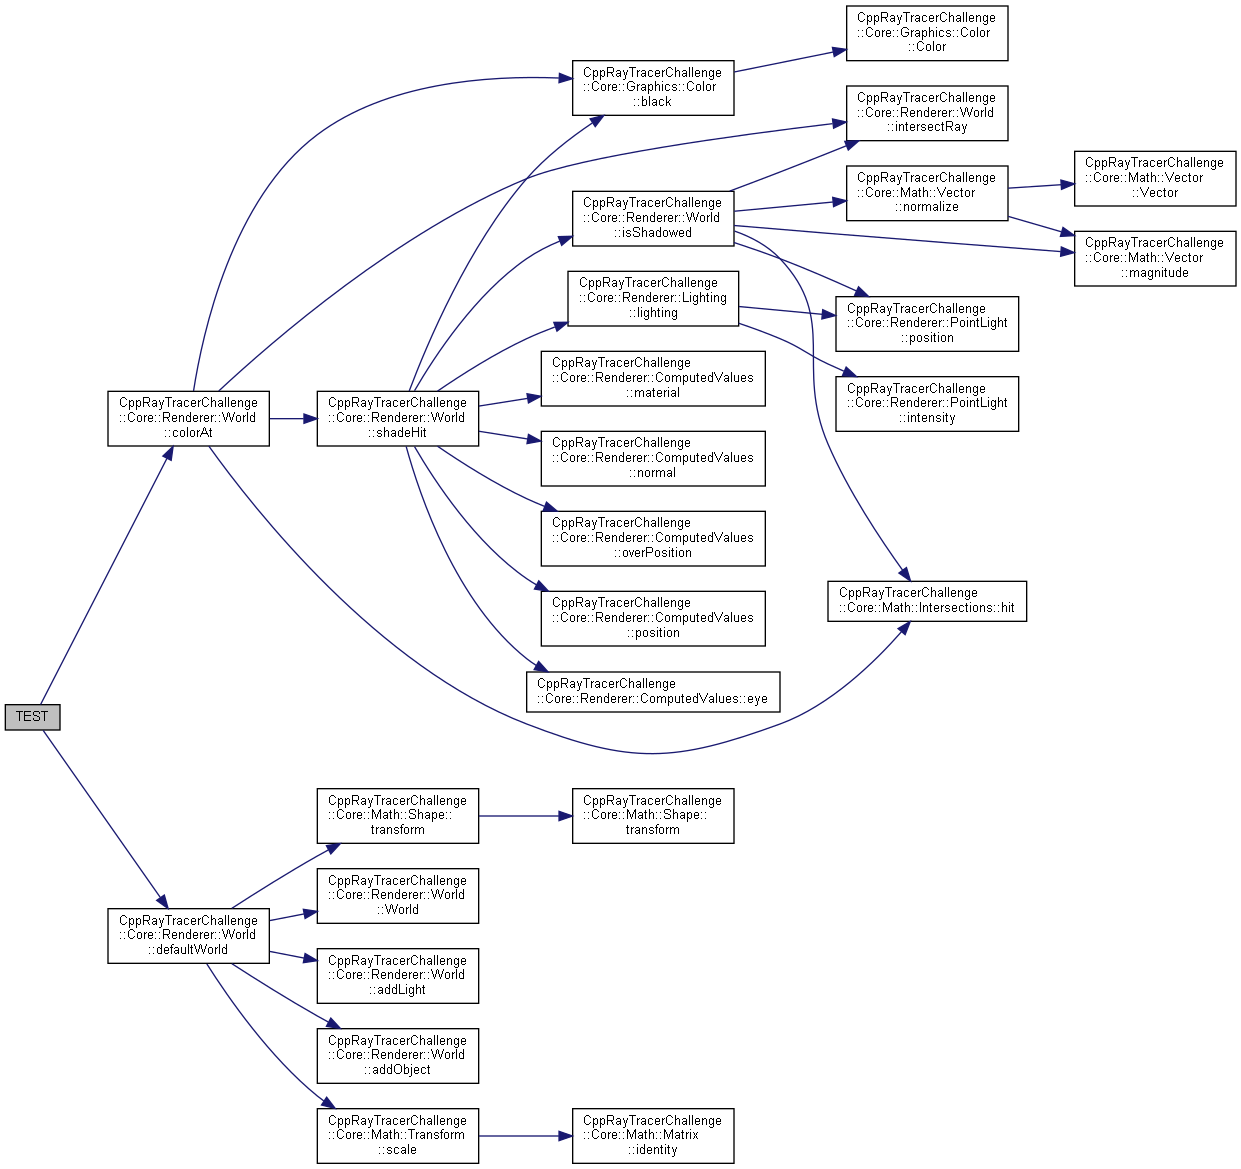 CppRayTracerChallenge
::Core::Graphics::Color
::Color
CppRayTracerChallenge
::Core::Graphics::Color
::black
CppRayTracerChallenge
::Core::Renderer::World
::intersectRay
CppRayTracerChallenge
::Core::Math::Vector
::Vector
CppRayTracerChallenge
::Core::Math::Vector
::normalize
CppRayTracerChallenge
::Core::Renderer::World
::isShadowed
CppRayTracerChallenge
::Core::Math::Vector
::magnitude
CppRayTracerChallenge
::Core::Renderer::Lighting
::lighting
CppRayTracerChallenge
::Core::Renderer::PointLight
::position
CppRayTracerChallenge
::Core::Renderer::ComputedValues
::material
CppRayTracerChallenge
::Core::Renderer::PointLight
::intensity
CppRayTracerChallenge
::Core::Renderer::World
::colorAt
CppRayTracerChallenge
::Core::Renderer::World
::shadeHit
CppRayTracerChallenge
::Core::Renderer::ComputedValues
::normal
CppRayTracerChallenge
::Core::Renderer::ComputedValues
::overPosition
CppRayTracerChallenge
::Core::Math::Intersections::hit
CppRayTracerChallenge
::Core::Renderer::ComputedValues
::position
CppRayTracerChallenge
::Core::Renderer::ComputedValues::eye
TEST
CppRayTracerChallenge
::Core::Math::Shape::
transform
CppRayTracerChallenge
::Core::Math::Shape::
transform
CppRayTracerChallenge
::Core::Renderer::World
::World
CppRayTracerChallenge
::Core::Renderer::World
::defaultWorld
CppRayTracerChallenge
::Core::Renderer::World
::addLight
CppRayTracerChallenge
::Core::Renderer::World
::addObject
CppRayTracerChallenge
::Core::Math::Transform
::scale
CppRayTracerChallenge
::Core::Math::Matrix
::identity